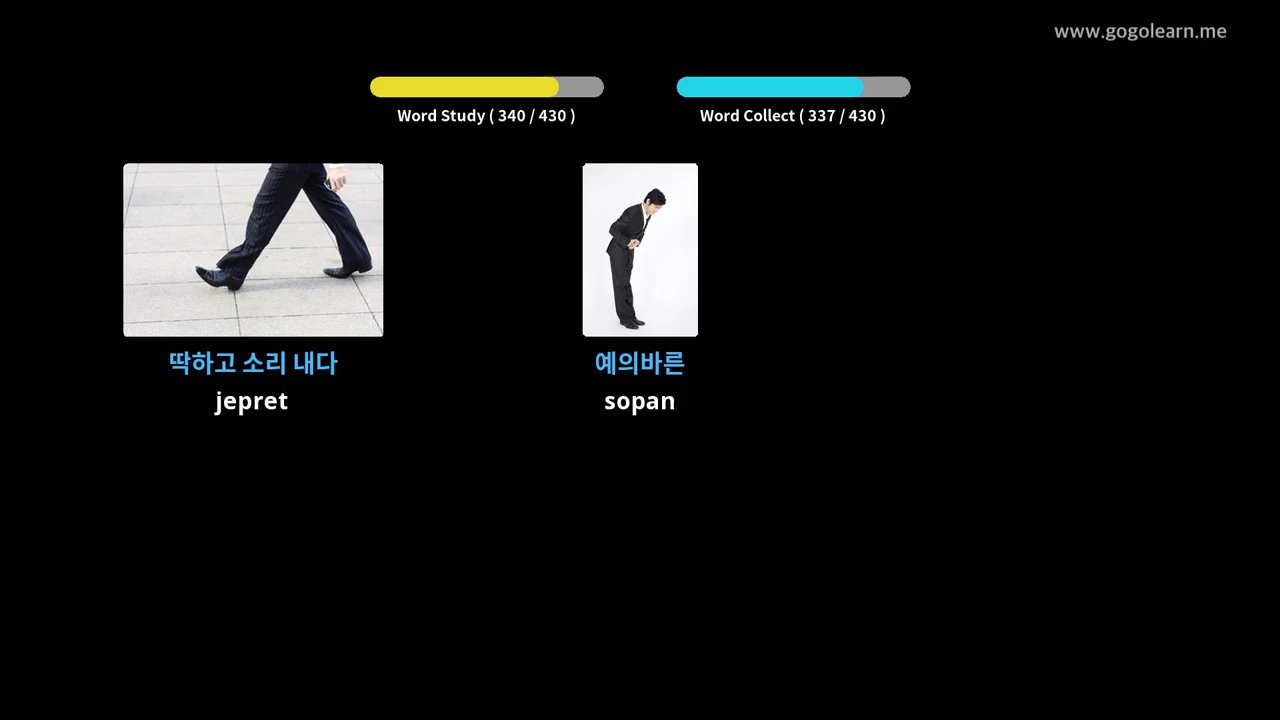 www.gogolearn.me
Word Study ( 340 / 430 )
Word Collect ( 337 / 430 )
딱하고 소리 내다
jepret
예의바른
sopan